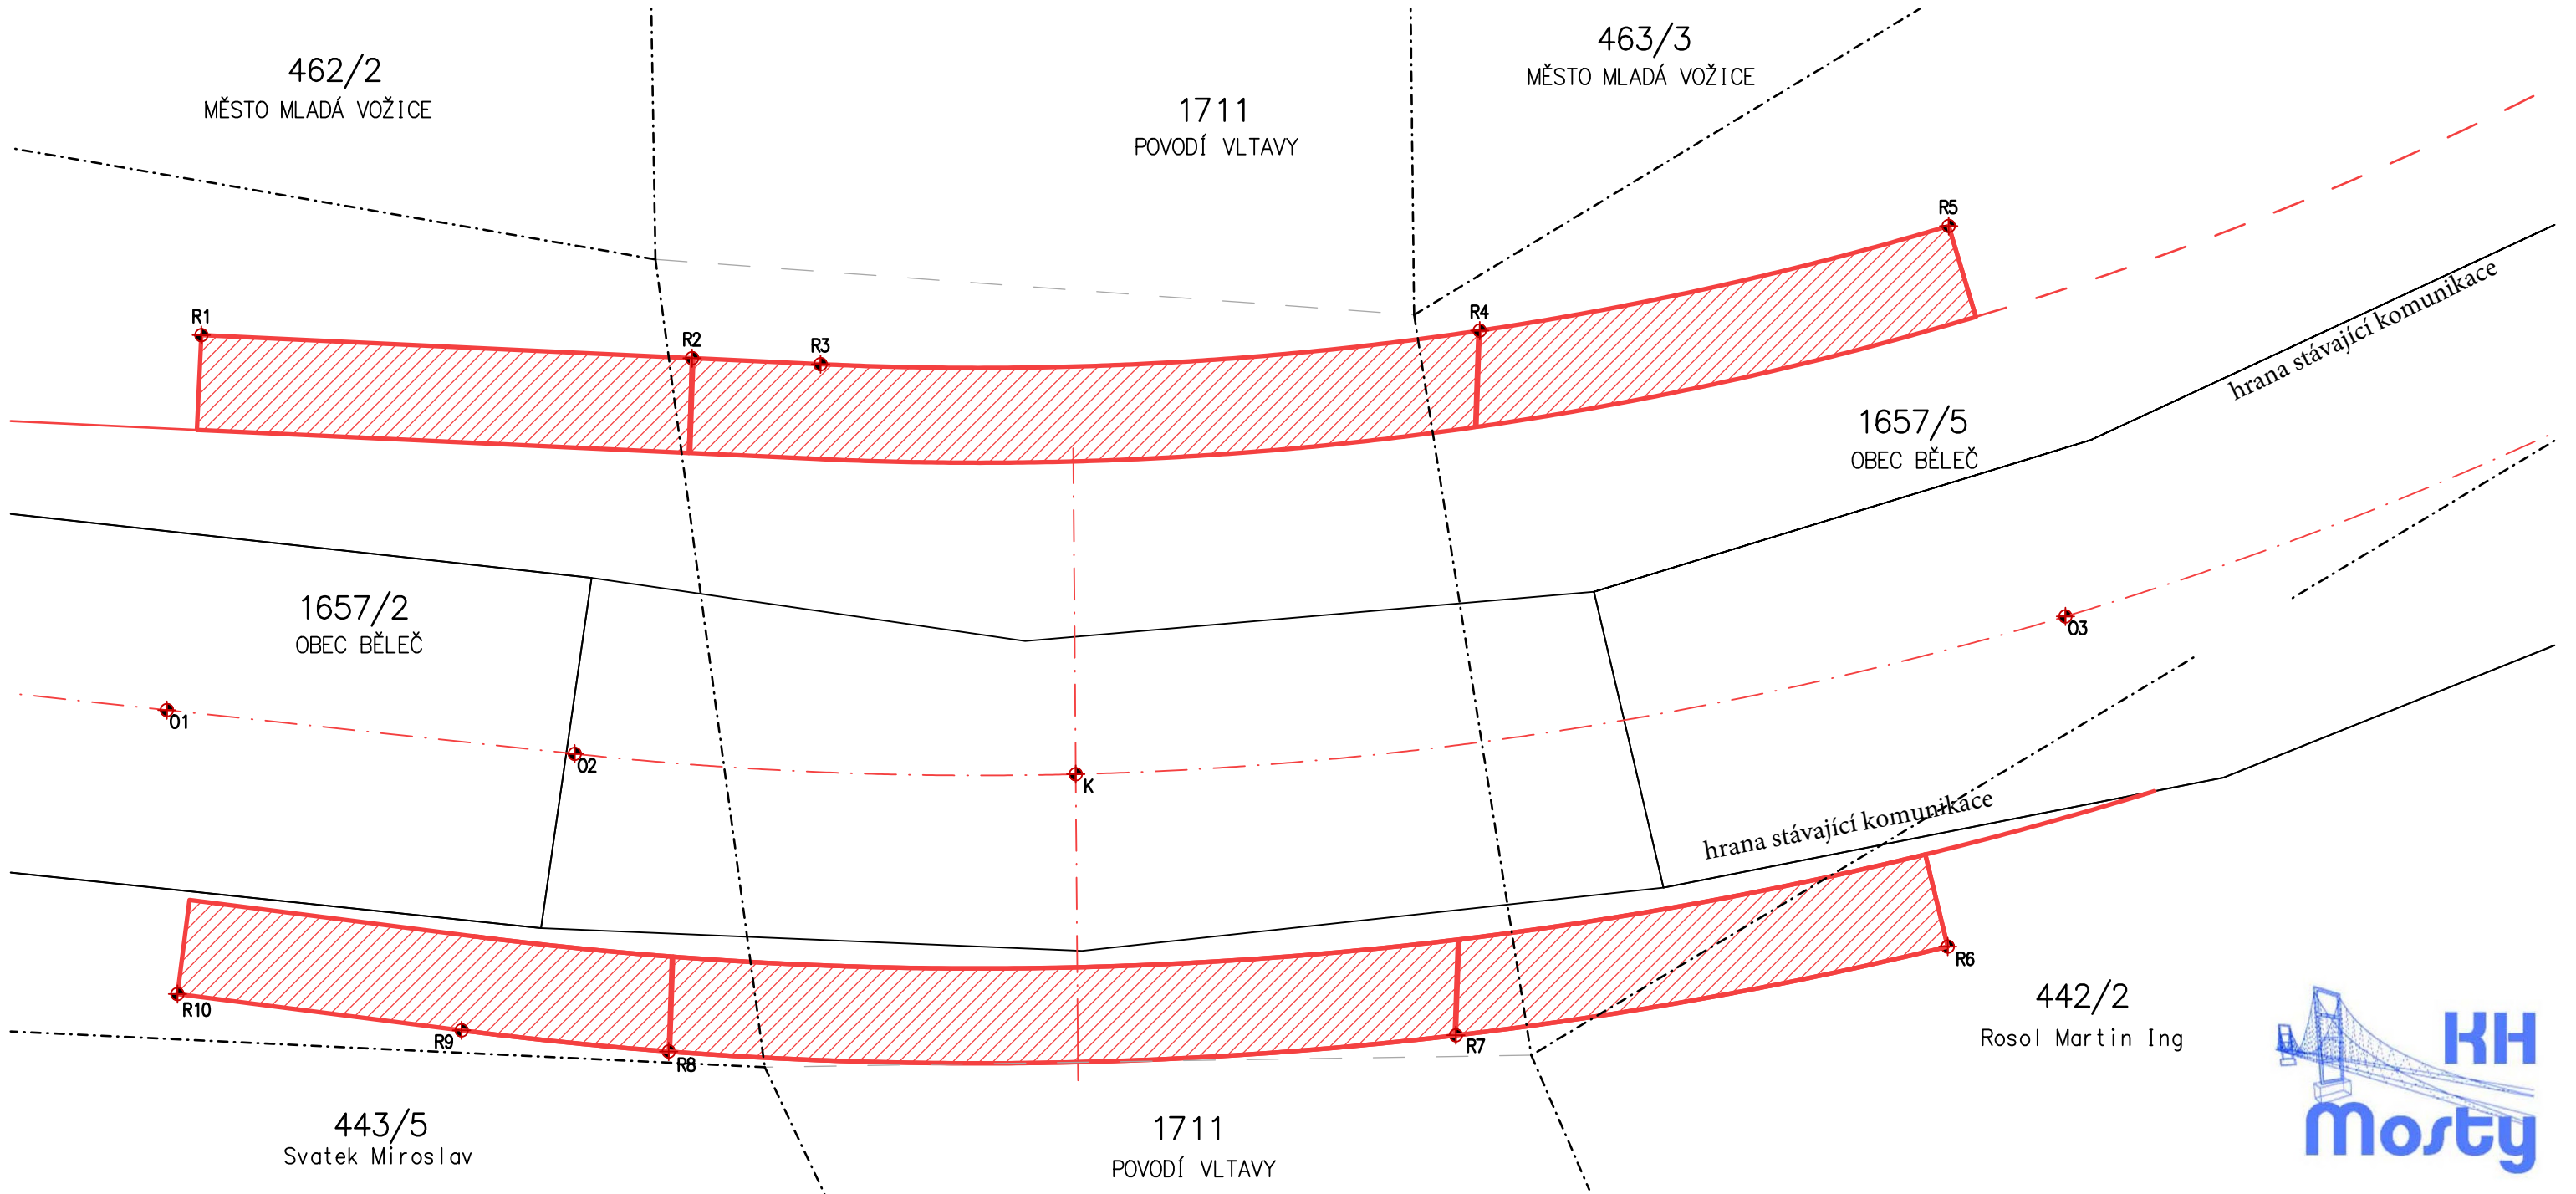 462/2
MĚSTO MLADÁ VOŽICE
1711
POVODÍ VLTAVY
463/3
MĚSTO MLADÁ VOŽICE
R5
R1
R2
R3
R4
hrana stávající komunikace
1657/5
OBEC BĚLEČ
1657/2
OBEC BĚLEČ
O3
O1
O2
K
hrana stávající komunikace
R6
R10
R9
R8
R7
442/2
Rosol Martin Ing
443/5
Svatek Miroslav
1711
POVODÍ VLTAVY
KH
Mosty